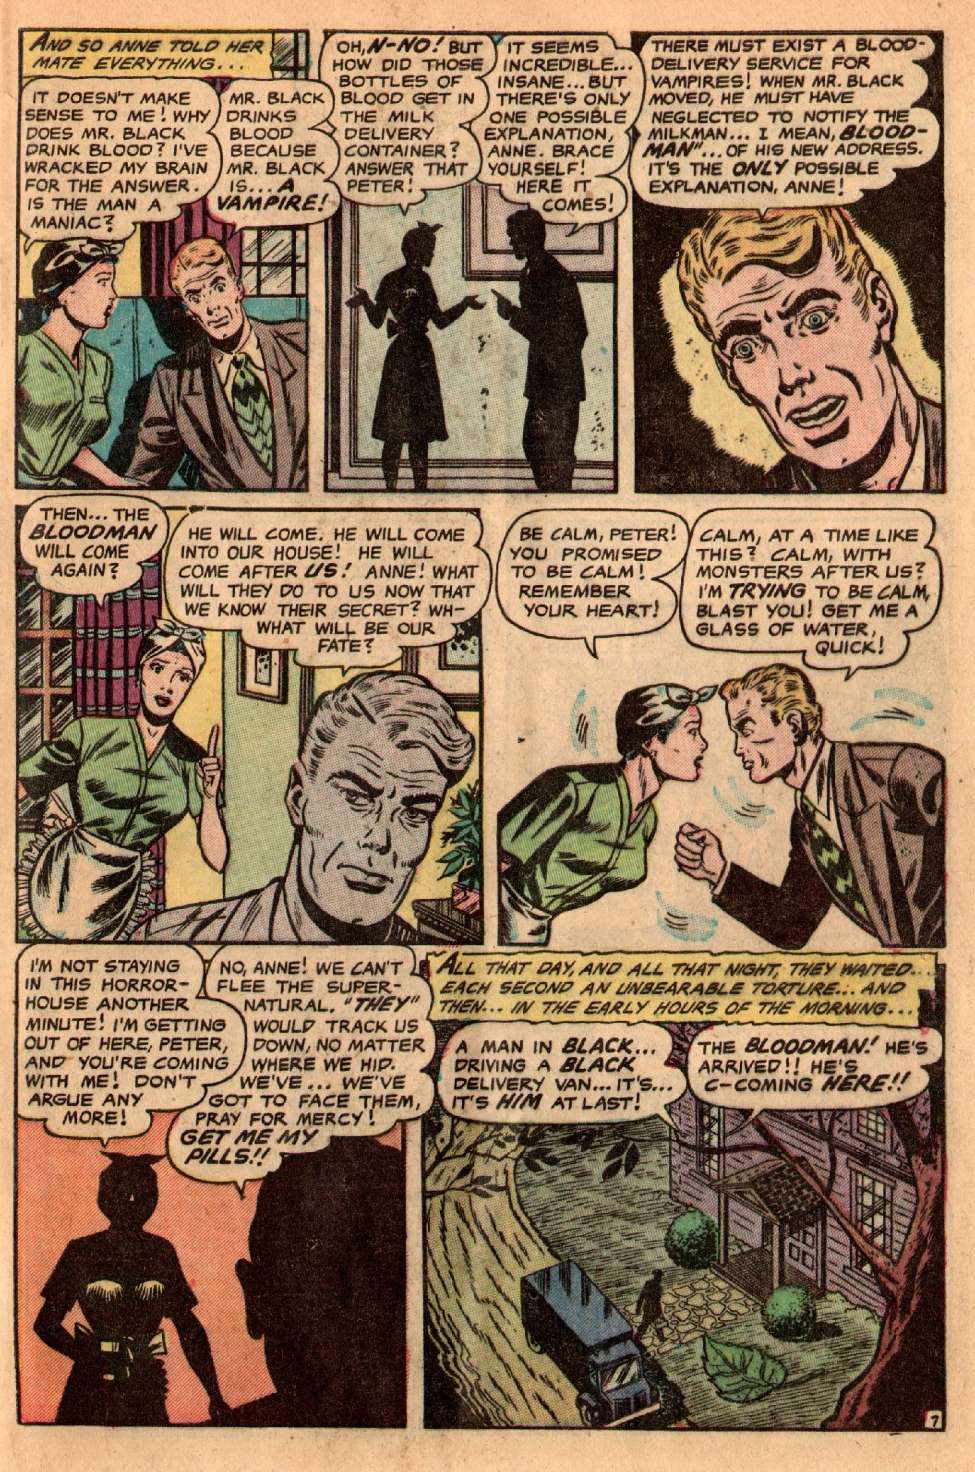 AND SO ANNE TOLD HER
MATE EVERYTHING...
IT DOESN'T MAKE
SENSE TO ME! WHY
DOES MR. BLACK
DRINK BLOOD? I'VE
WRACKED MY BRAIN
FOR THE ANSWER.
IS THE MAN A
MANIAC?
MR. BLACK
DRINKS
BLOOD
BECAUSE
MR. BLACK
IS... A
VAMPIRE!
OH, N-NO! BUT
HOW DID THOSE
BOTTLES OF
BLOOD GET IN
THE MILK
DELIVERY
CONTAINER?
ANSWER THAT
PETER!
IT SEEMS
INCREDIBLE...
INSANE... BUT
THERE'S ONLY
ONE POSSIBLE
EXPLANATION,
ANNE. BRACE
YOURSELF!
HERE IT
COMES!
THERE MUST EXIST A BLOOD-
DELIVERY SERVICE FOR
VAMPIRES! WHEN MR. BLACK
MOVED, HE MUST HAVE
NEGLECTED TO NOTIFY THE
MILKMAN... I MEAN, BLOOD-
MAN"... OF HIS NEW ADDRESS.
IT'S THE ONLY POSSIBLE
EXPLANATION, ANNE!
THEN... THE
BLOODMAN
WILL COME
AGAIN?
HE WILL COME. HE WILL COME
INTO OUR HOUSE! HE WILL
COME AFTER US! ANNE! WHAT
WILL THEY DO TO US NOW THAT
WE KNOW THEIR SECRET? WH-
WHAT WILL BE OUR
FATE?
BE CALM, PETER!
YOU PROMISED
TO BE CALM!
REMEMBER
YOUR HEART!
CALM, AT A TIME LIKE
THIS? CALM, WITH
MONSTERS AFTER US?
I'M TRYING TO BE CALM,
BLAST YOU! GET ME A
GLASS OF WATER,
QUICK!
I'M NOT STAYING
IN THIS HORROR-
HOUSE ANOTHER
MINUTE! I'M GETTING
OUT OF HERE, PETER,
AND YOU'RE COMING
WITH ME! DON'T
ARGUE ANY
MORE!
NO, ANNE! WE CAN'T
FLEE THE SUPER-
NATURAL. "THEY"
WOULD TRACK US
DOWN, NO MATTER
WHERE WE HID.
WE'VE... WE'VE
GOT TO FACE THEM,
PRAY FOR MERCY!
GET ME MY
PILLS!!
ALL THAT DAY, AND ALL THAT NIGHT, THEY WAITED...
EACH SECOND AN UNBEARABLE TORTURE... AND
THEN... IN THE EARLY HOURS OF THE MORNING...
A MAN IN BLACK...
DRIVING A BLACK
DELIVERY VAN... IT'S...
IT'S HIM AT LAST!
THE BLOODMAN! HE'S
ARRIVED!! HE'S
C-COMING HERE!!
7